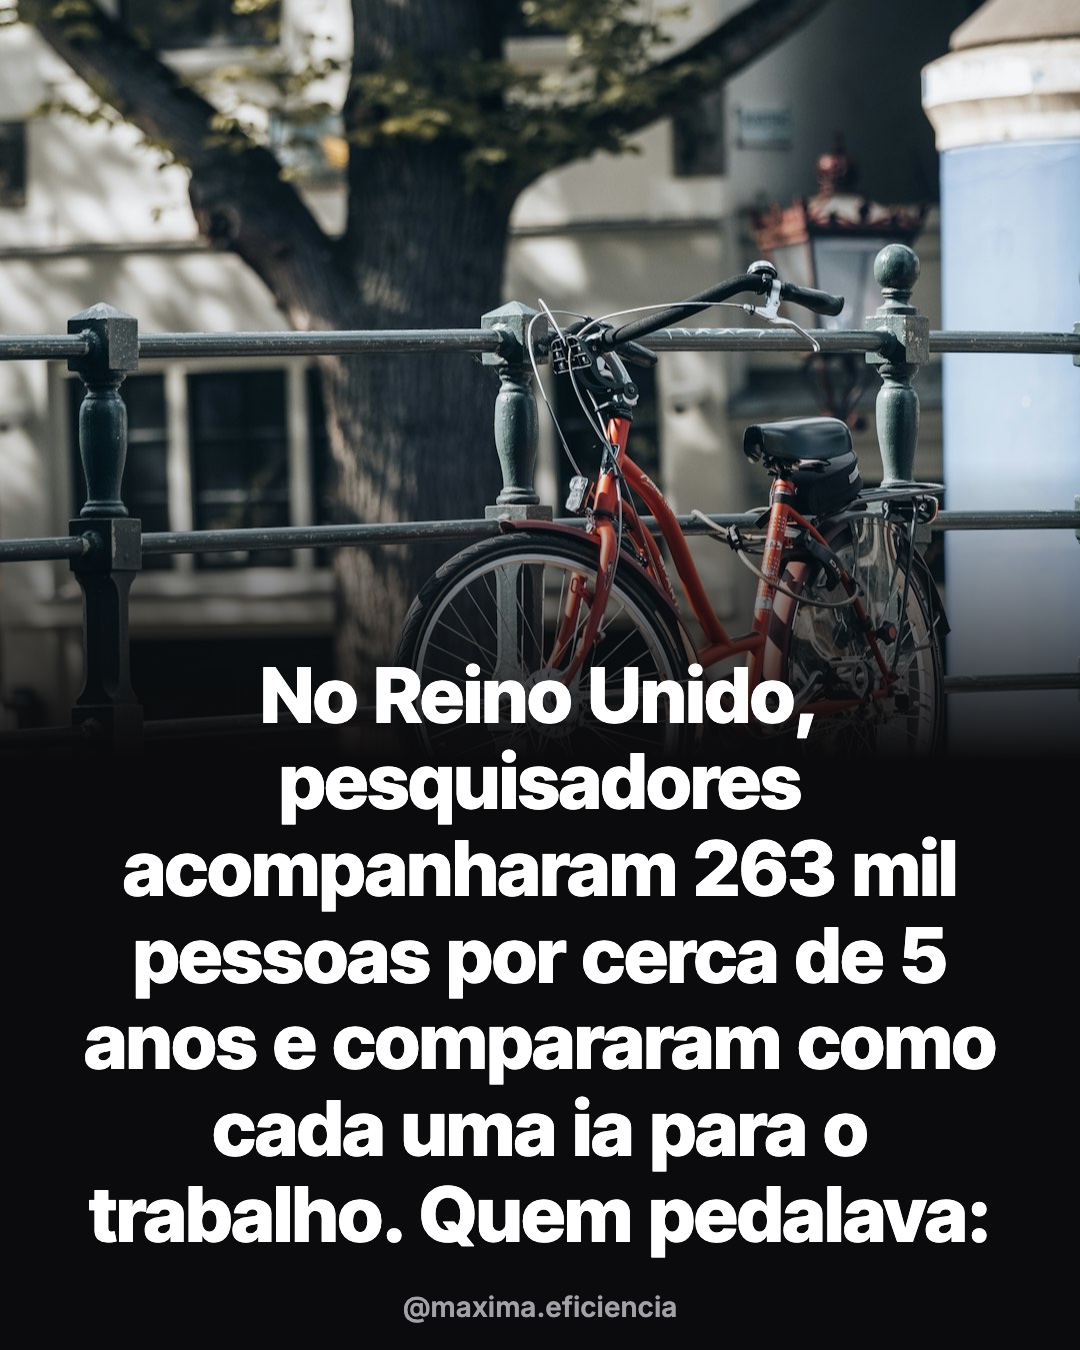 No Reino Unido,
pesquisadores
acompanharam 263 mil
pessoas por cerca de 5
anos e compararam como
cada uma ia para o
trabalho. Quem pedalava:
@maxima.eficiencia